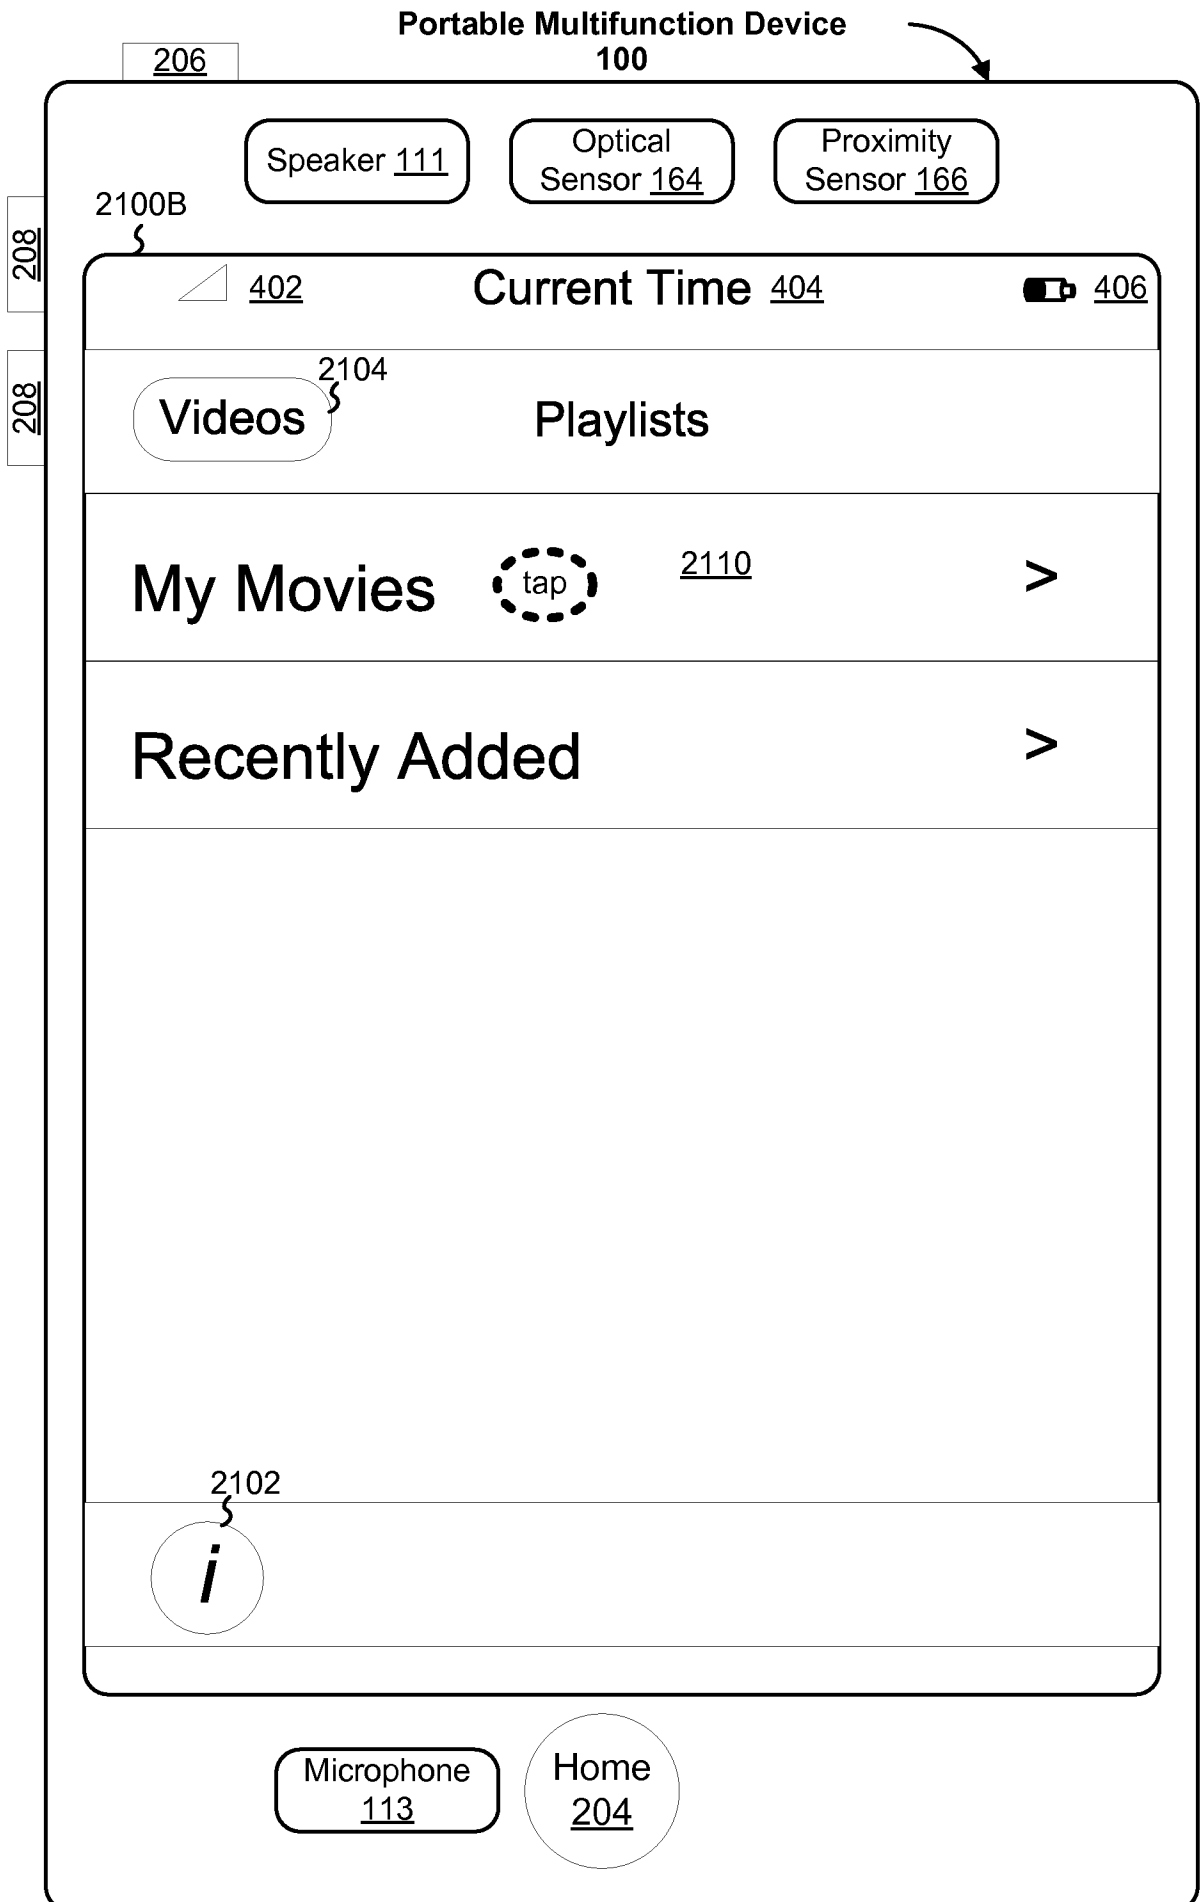 Portable Multifunction Device
100
206
Speaker 111
Optical
Sensor 164
Proximity
Sensor 166
2100B
208
402
Current Time 404
406
208
2104
Videos
Playlists
My Movies
tap
2110
>
Recently Added
>
2102
i
Microphone
113
Home
204